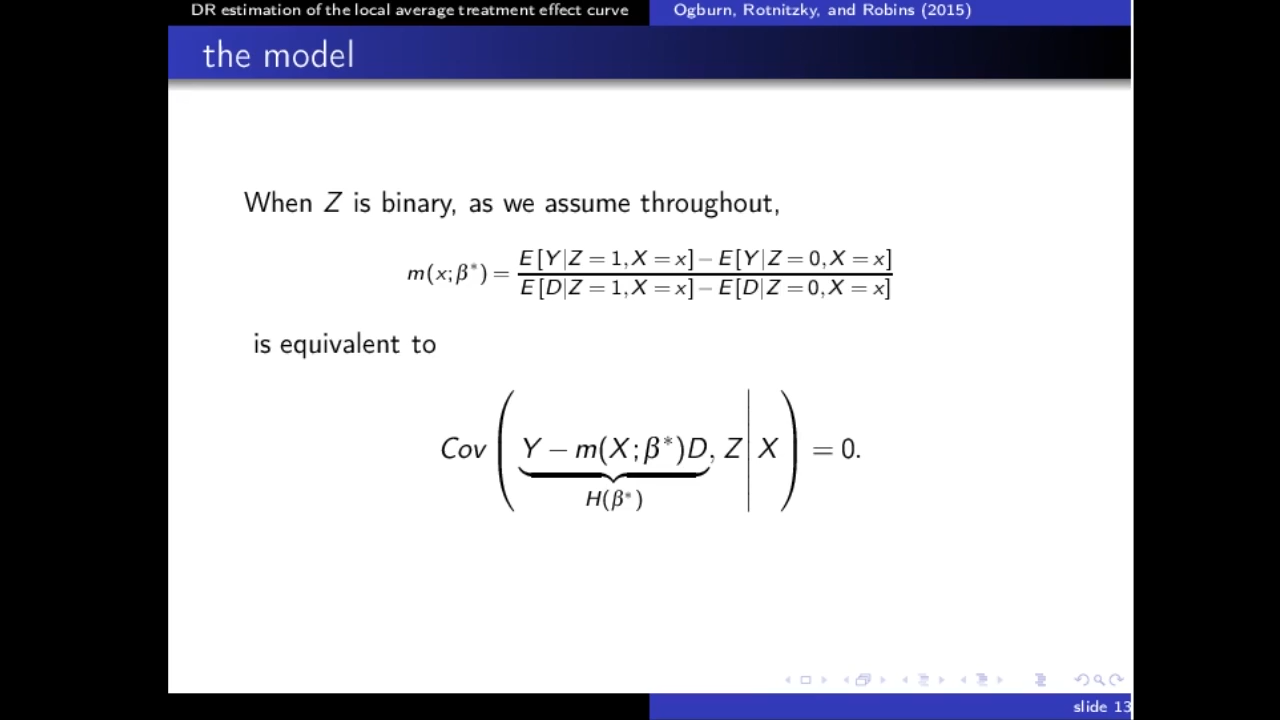 DR estimation of the local average treatment effect curve Ogburn, Rotnitzky, and Robins (2015)
the model
When Z is binary, as we assume throughout,
m(x;β*) = E[Y|Z=1,X=x]−E[Y|Z=0,X=x] / E[D|Z=1,X=x]−E[D|Z=0,X=x]
is equivalent to
Cov ( Y − m(X;β*)D, Z | X ) = 0.
H(β*)
slide 13